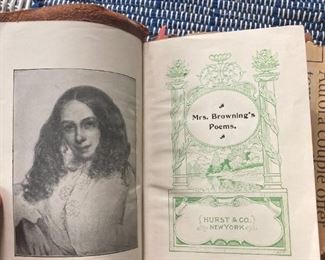 Mrs. Browning's
Poems.
HURST & CO.
NEW YORK